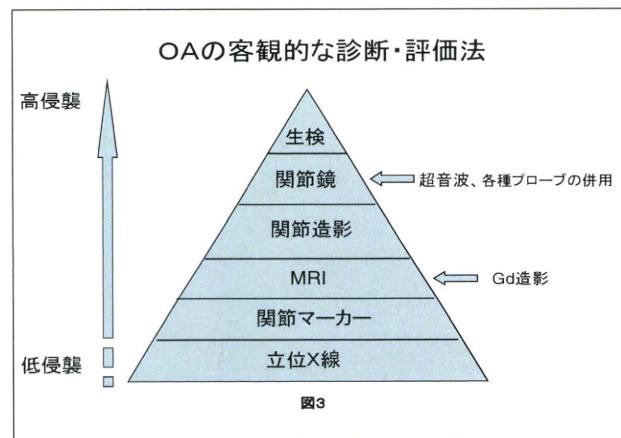 OAの客観的な診断・評価法
高侵襲
生検
関節鏡
超音波、各種プローブの併用
関節造影
MRI
Gd造影
関節マーカー
低侵襲
立位X線
図3